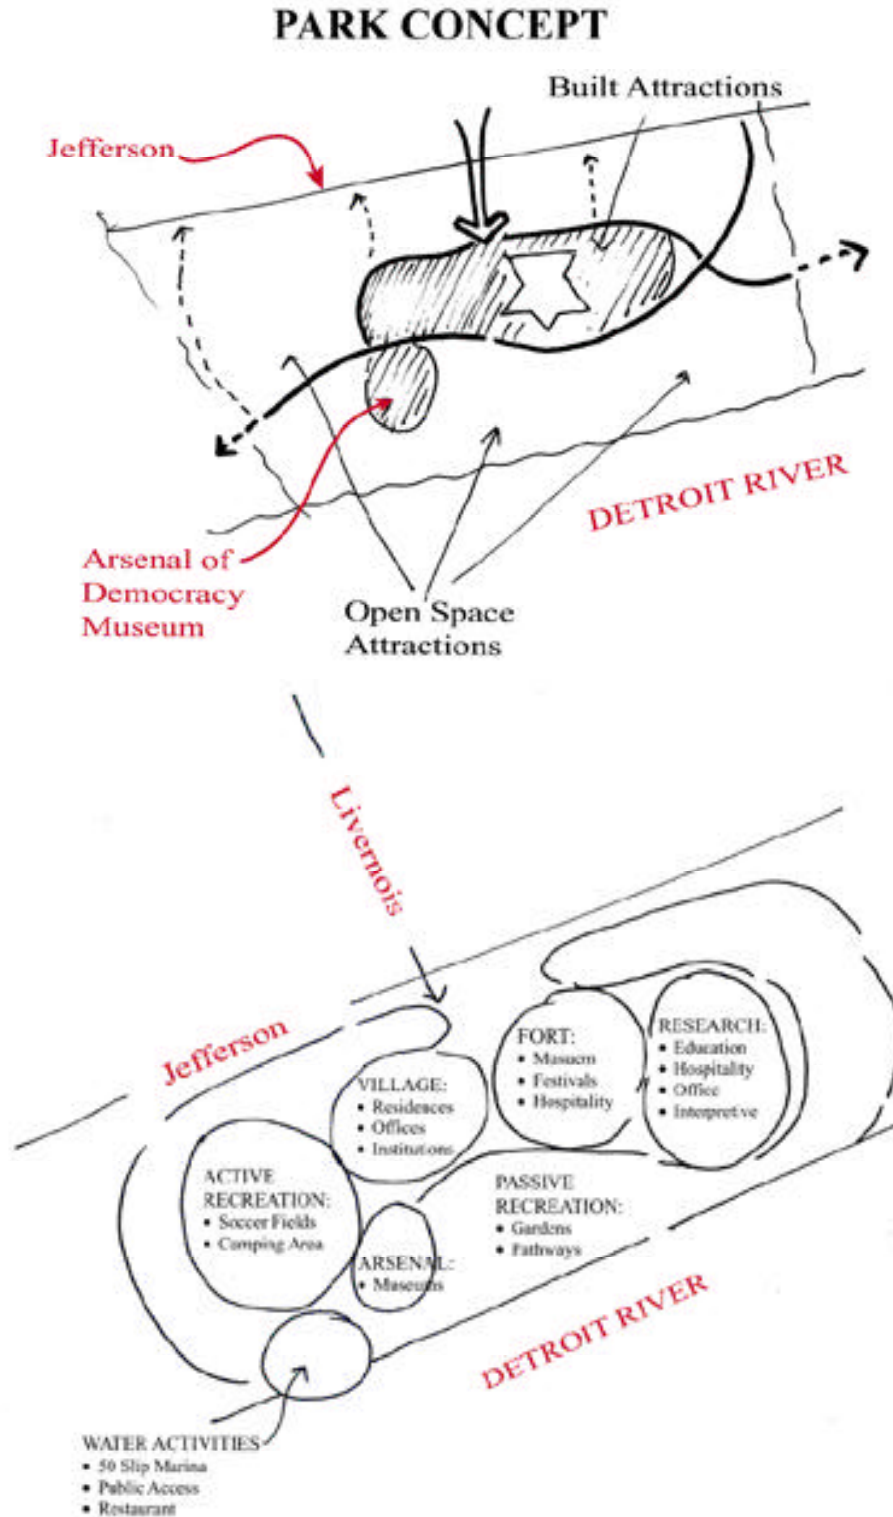 PARK CONCEPT
Built Attractions
Jefferson
DETROIT RIVER
Arsenal of
Democracy
Museum
Open Space
Attractions
Livernois
Jefferson
RESEARCH:
• Education
• Hospitality
• Office
• Interpretive
FORT:
• Musuem
• Festivals
• Hospitality
VILLAGE:
• Residences
• Offices
• Institutions
ACTIVE
RECREATION:
• Soccer Fields
• Camping Area
PASSIVE
RECREATION:
• Gardens
• Pathways
ARSENAL:
• Museums
DETROIT RIVER
WATER ACTIVITIES
• 50 Slip Marina
• Public Access
• Restaurant